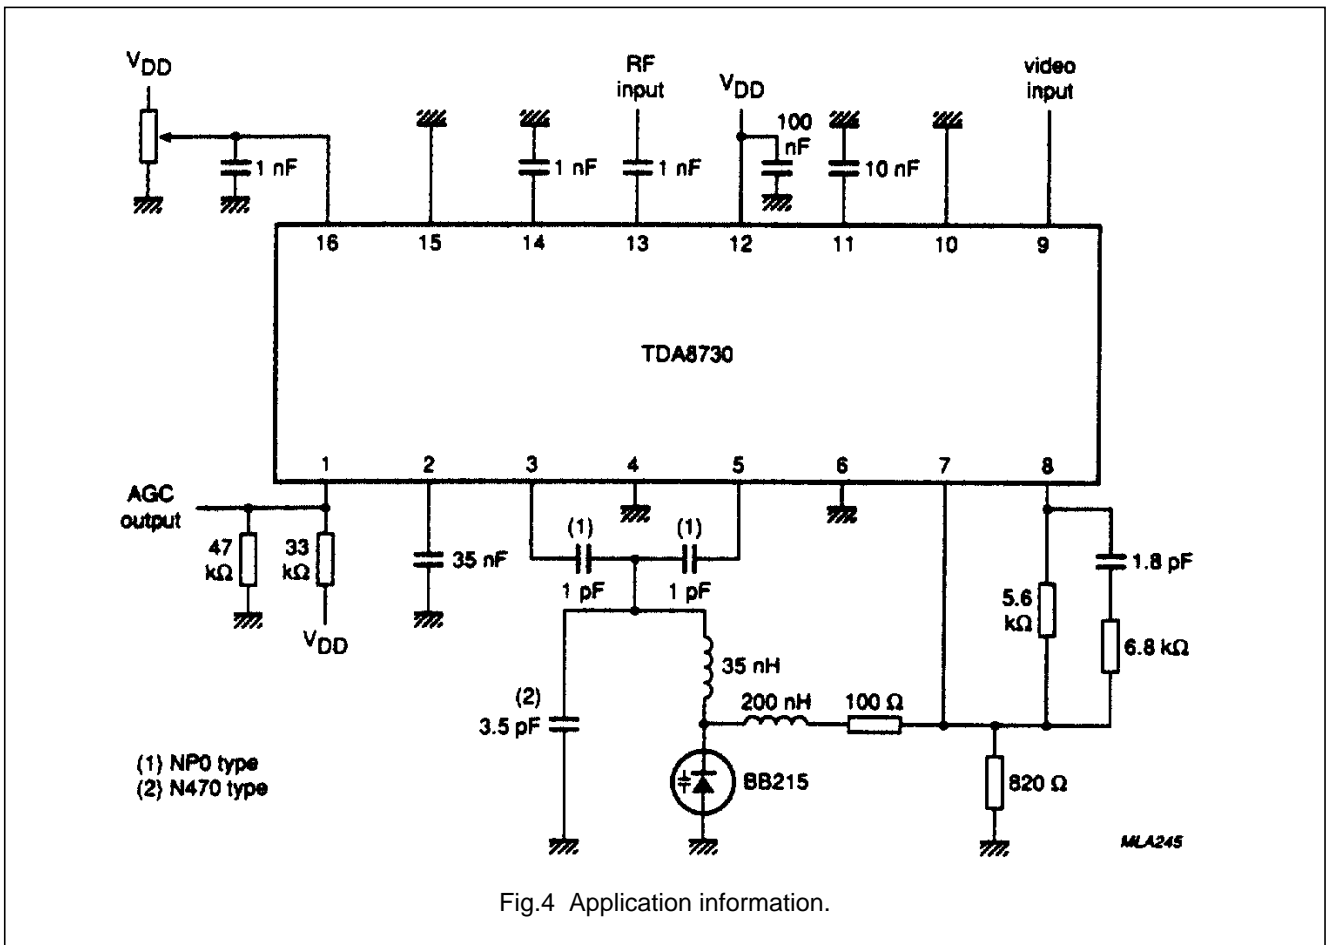 V DD
RF input
V DD
video input
1 nF
1 nF
1 nF
100 nF
10 nF
16 15 14 13 12 11 10 9
TDA8730
1 2 3 4 5 6 7 8
AGC output
47 kΩ
33 kΩ
V DD
35 nF
(1)
1 pF
(1)
1 pF
1.8 pF
5.6 kΩ
6.8 kΩ
35 nH
(2)
3.5 pF
200 nH
100 Ω
BB215
820 Ω
(1) NP0 type
(2) N470 type
MLA245
Fig.4 Application information.